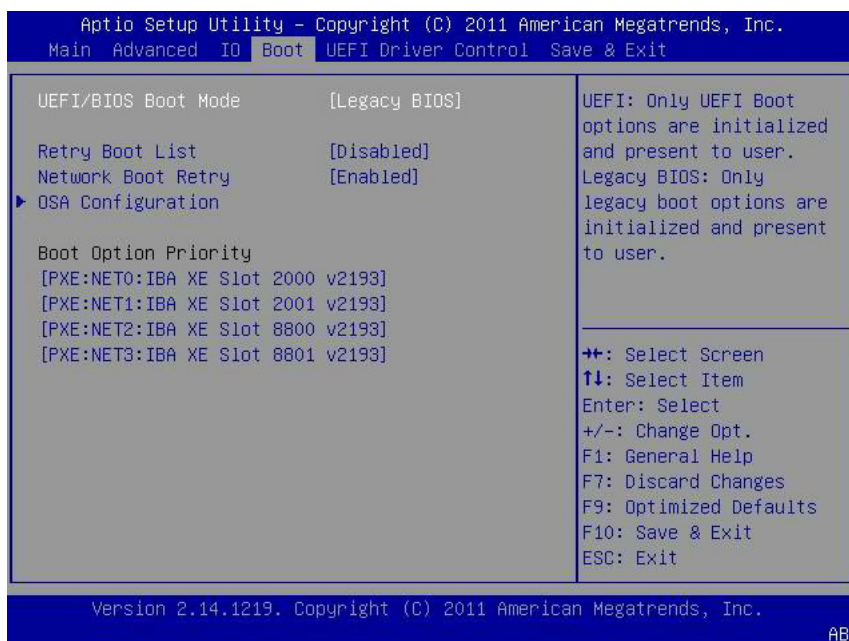 Aptio Setup Utility – Copyright (C) 2011 American Megatrends, Inc.
Main Advanced IO Boot UEFI Driver Control Save & Exit
UEFI/BIOS Boot Mode [Legacy BIOS]
Retry Boot List [Disabled]
Network Boot Retry [Enabled]
OSA Configuration
Boot Option Priority
[PXE:NET0:IBA XE Slot 2000 v2193]
[PXE:NET1:IBA XE Slot 2001 v2193]
[PXE:NET2:IBA XE Slot 8800 v2193]
[PXE:NET3:IBA XE Slot 8801 v2193]
UEFI: Only UEFI Boot
options are initialized
and present to user.
Legacy BIOS: Only
legacy boot options are
initialized and present
to user.
→←: Select Screen
↑↓: Select Item
Enter: Select
+/-: Change Opt.
F1: General Help
F7: Discard Changes
F9: Optimized Defaults
F10: Save & Exit
ESC: Exit
Version 2.14.1219. Copyright (C) 2011 American Megatrends, Inc.
AB